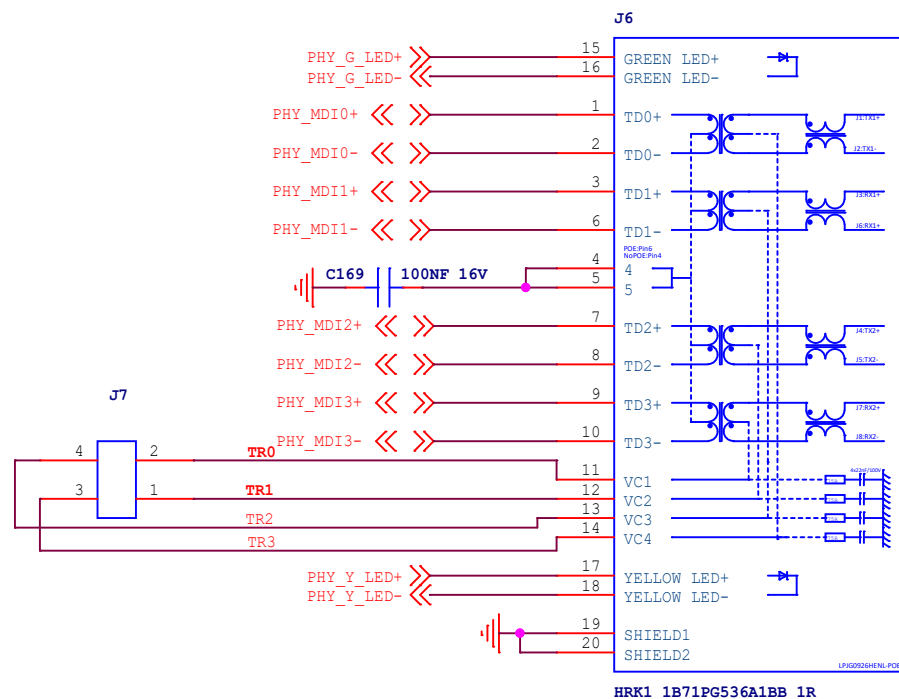 J6
PHY_G_LED+ 15 GREEN LED+
PHY_G_LED- 16 GREEN LED-
PHY_MDI0+ 1 TD0+ J1:TX1+
PHY_MDI0- 2 TD0- J2:TX1-
PHY_MDI1+ 3 TD1+ J3:RX1+
PHY_MDI1- 6 TD1- J6:RX1+
POE:Pin6
NoPOE:Pin4
4 4
C169 100NF 16V 5 5
PHY_MDI2+ 7 TD2+ J4:TX2+
PHY_MDI2- 8 TD2- J5:TX2-
J7
PHY_MDI3+ 9 TD3+ J7:RX2+
PHY_MDI3- 10 TD3- J8:RX2-
4 2 TR0
4x22nF/100V
11 VC1
3 1 TR1 12 VC2
TR2 13 VC3
TR3 14 VC4
PHY_Y_LED+ 17 YELLOW LED+
PHY_Y_LED- 18 YELLOW LED-
19 SHIELD1
20 SHIELD2
LPJG0926HENL-POE
HRK1 1B71PG536A1BB 1R